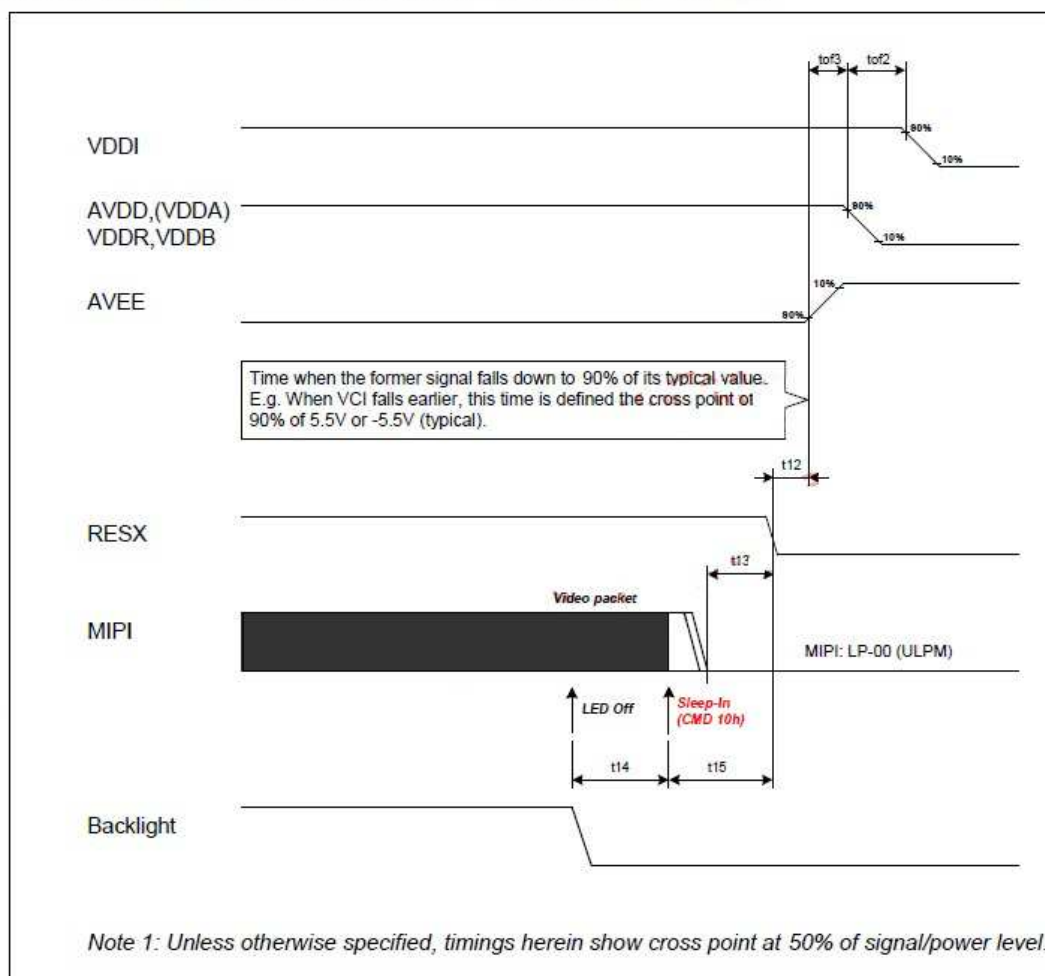 tof3 tof2
VDDI
90%
10%
AVDD,(VDDA)
VDDR,VDDB
90%
10%
AVEE
10%
90%
Time when the former signal falls down to 90% of its typical value.
E.g. When VCI falls earlier, this time is defined the cross point of
90% of 5.5V or -5.5V (typical).
t12
RESX
t13
Video packet
MIPI
MIPI: LP-00 (ULPM)
LED Off
Sleep-In
(CMD 10h)
t14 t15
Backlight
Note 1: Unless otherwise specified, timings herein show cross point at 50% of signal/power level.